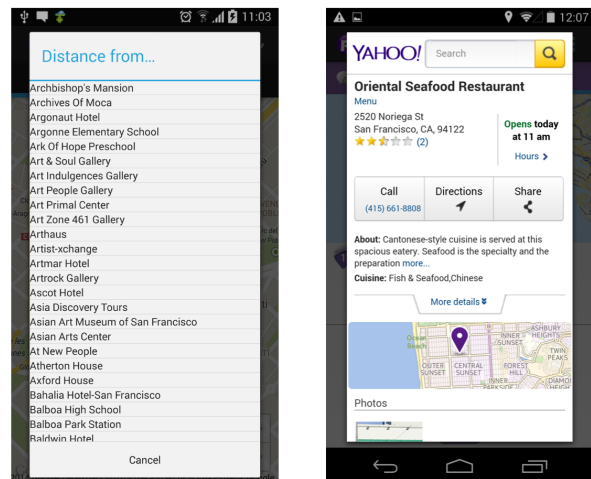 11:03
Distance from...
Archbishop's Mansion
Archives Of Moca
Argonaut Hotel
Argonne Elementary School
Ark Of Hope Preschool
Art & Soul Gallery
Art Indulgences Gallery
Art People Gallery
Art Primal Center
Art Zone 461 Gallery
Arthaus
Artist-xchange
Artmar Hotel
Artrock Gallery
Ascot Hotel
Asia Discovery Tours
Asian Art Museum of San Francisco
Asian Arts Center
At New People
Atherton House
Axford House
Bahalia Hotel-San Francisco
Balboa High School
Balboa Park Station
Baldwin Hotel
Cancel
12:07
YAHOO! Search
Oriental Seafood Restaurant
Menu
2520 Noriega St
San Francisco, CA, 94122
(2)
Opens today
at 11 am
Hours
Call
(415) 661-8808
Directions
Share
About: Cantonese-style cuisine is served at this
spacious eatery. Seafood is the specialty and the
preparation more...
Cuisine: Fish & Seafood,Chinese
More details
Ocean
Beach
OUTER
SUNSET
CENTRAL
SUNSET
INNER
SUNSET
ASHBURY
HEIGHTS
FOREST
HILL
TWIN
PEAKS
INNER
PARKSIDE
Photos